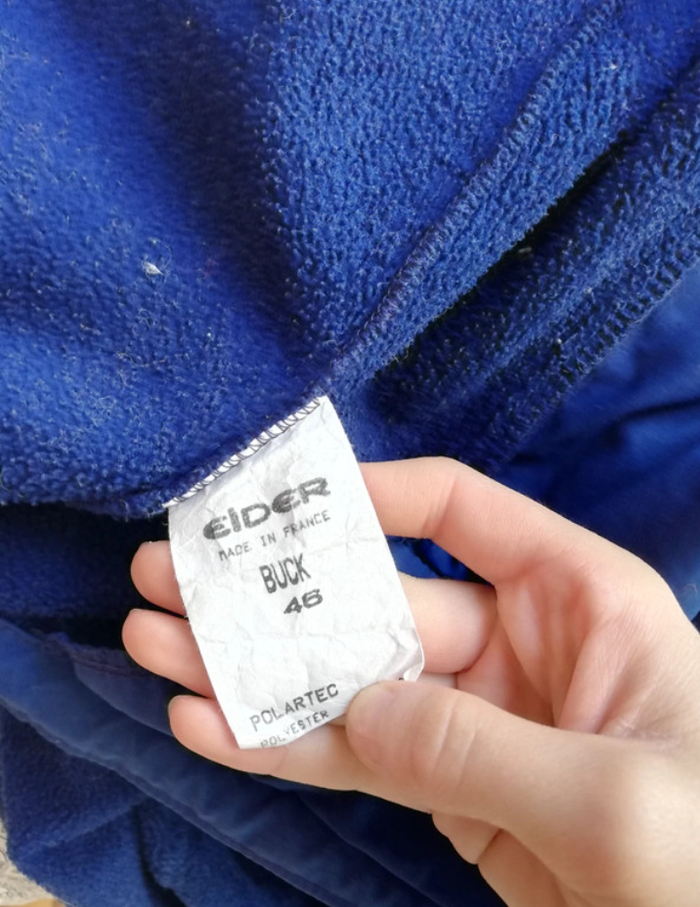 EIDER
MADE IN FRANCE
BUCK
46
POLARTEC
POLYESTER